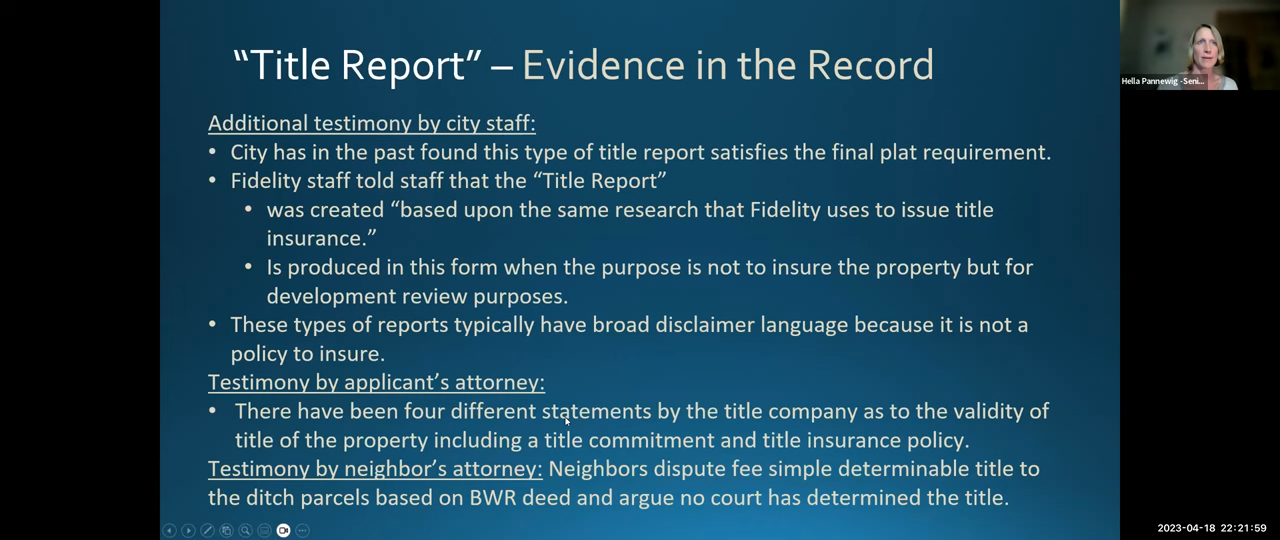 “Title Report” – Evidence in the Record
Hella Pannewig -Seni...
Additional testimony by city staff:
• City has in the past found this type of title report satisfies the final plat requirement.
• Fidelity staff told staff that the “Title Report”
• was created “based upon the same research that Fidelity uses to issue title
insurance.”
• Is produced in this form when the purpose is not to insure the property but for
development review purposes.
• These types of reports typically have broad disclaimer language because it is not a
policy to insure.
Testimony by applicant’s attorney:
• There have been four different statements by the title company as to the validity of
title of the property including a title commitment and title insurance policy.
Testimony by neighbor’s attorney: Neighbors dispute fee simple determinable title to
the ditch parcels based on BWR deed and argue no court has determined the title.
2023-04-18 22:21:59